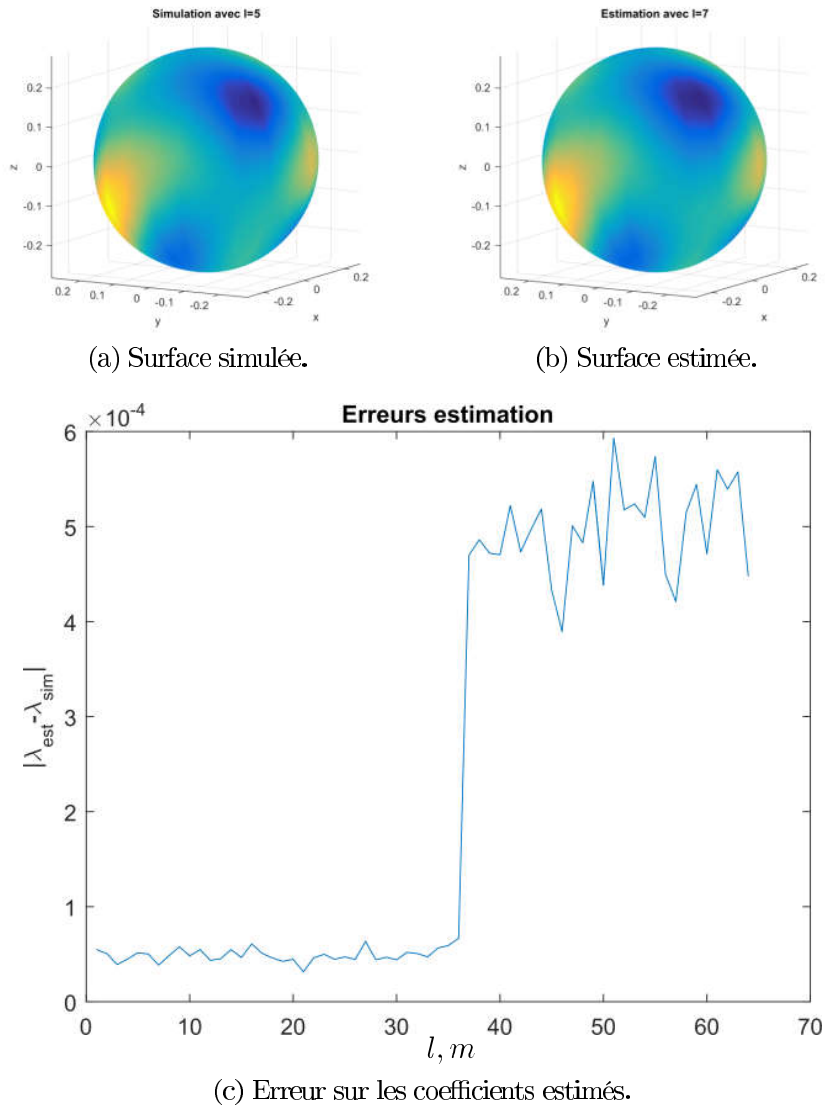 Simulation avec l=5
Estimation avec l=7
0.2
0.1
0
-0.1
-0.2
z
0.2
0.1
0
-0.1
-0.2
y
-0.2
0
0.2
x
0.2
0.1
0
-0.1
-0.2
z
0.2
0.1
0
-0.1
-0.2
y
-0.2
0
0.2
x
(a) Surface simulée.
(b) Surface estimée.
×10⁻⁴
Erreurs estimation
6
5
4
3
2
1
0
|λ_est-λ_sim|
0 10 20 30 40 50 60 70
l, m
(c) Erreur sur les coefficients estimés.